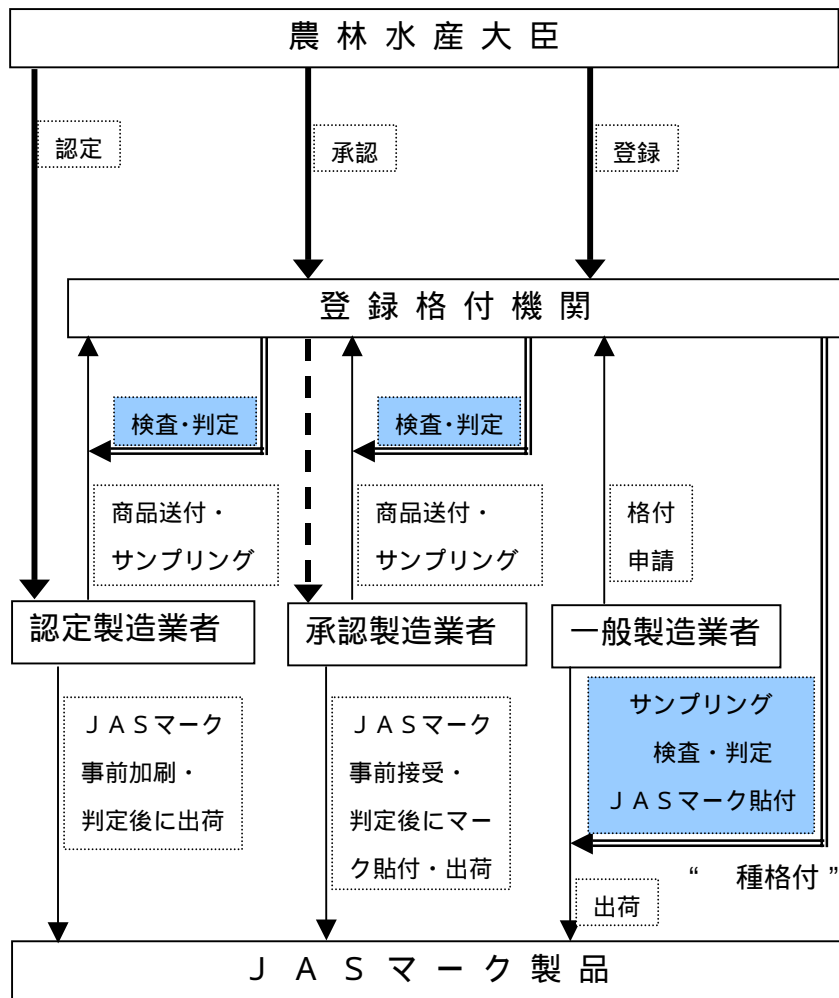 農林水産大臣
認定
承認
登録
登録格付機関
検査・判定
検査・判定
商品送付・
サンプリング
商品送付・
サンプリング
格付
申請
認定製造業者
承認製造業者
一般製造業者
ＪＡＳマーク
事前加刷・
判定後に出荷
ＪＡＳマーク
事前接受・
判定後にマー
ク貼付・出荷
サンプリング
検査・判定
ＪＡＳマーク貼付
“　種格付”
出荷
ＪＡＳマーク製品